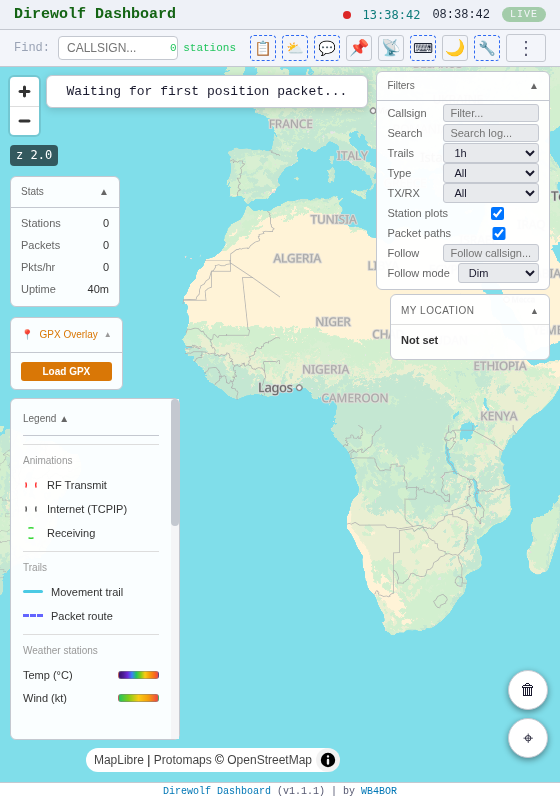 Direwolf Dashboard
13:38:42 08:38:42 LIVE
Find: CALLSIGN... 0 stations
Waiting for first position packet...
z 2.0
Stats ▲
Stations 0
Packets 0
Pkts/hr 0
Uptime 40m
GPX Overlay ▲
Load GPX
Legend ▲
Animations
RF Transmit
Internet (TCPIP)
Receiving
Trails
Movement trail
Packet route
Weather stations
Temp (°C)
Wind (kt)
Filters ▲
Callsign Filter...
Search Search log...
Trails 1h
Type All
TX/RX All
Station plots
Packet paths
Follow Follow callsign...
Follow mode Dim
MY LOCATION ▲
Not set
FRANCE
ITALY
TUNISIA
ALGERIA
NIGER
NIGERIA
Lagos
CAMEROON
ETHIOPIA
KENYA
MapLibre | Protomaps © OpenStreetMap
Direwolf Dashboard (v1.1.1) | by WB4BOR